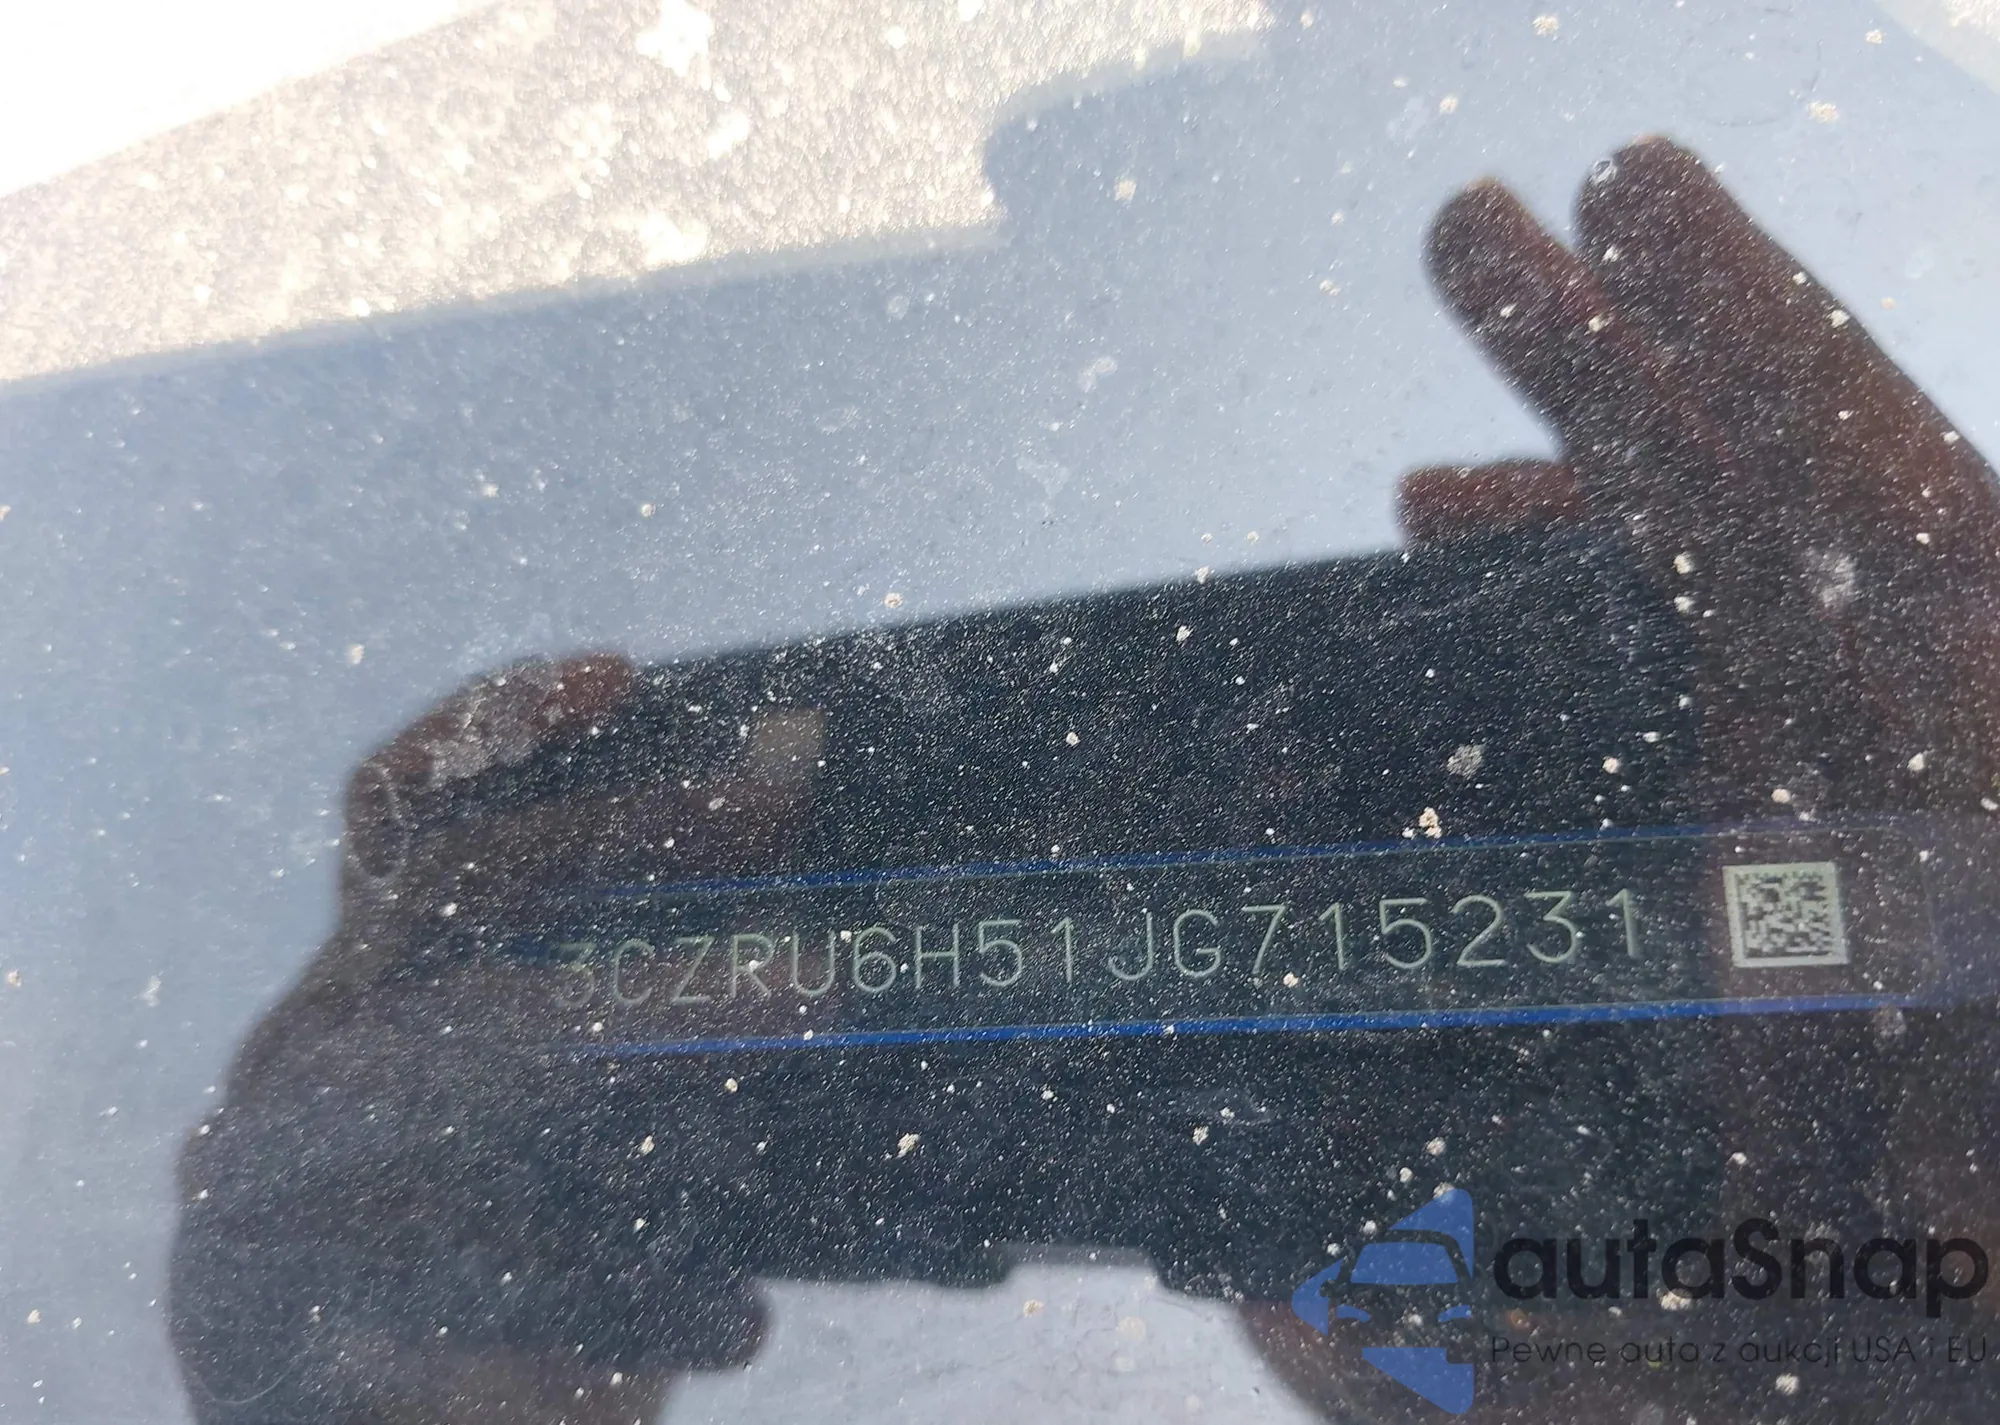 3CZRU6H51JG715231
autaSnap
Pewne auta z aukcji USA i EU